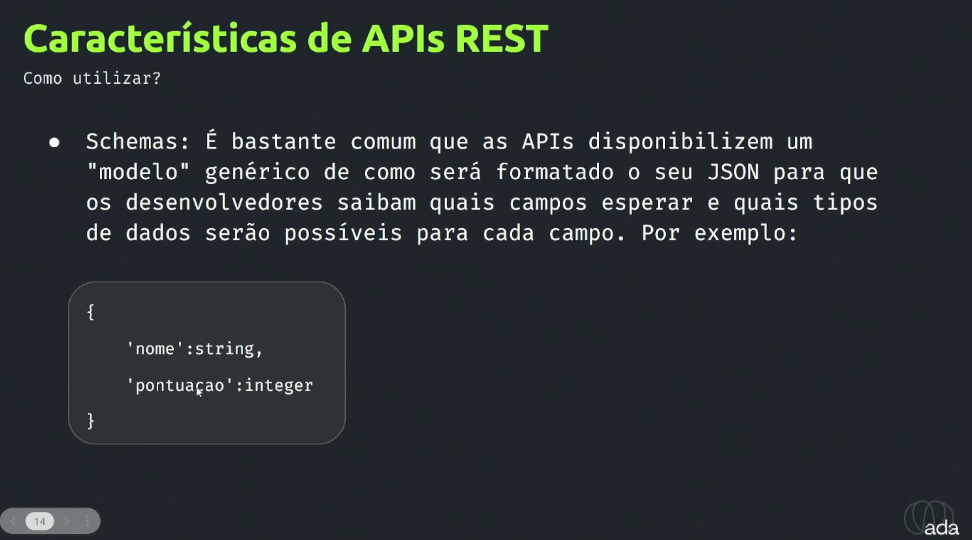 Características de APIs REST
Como utilizar?
● Schemas: É bastante comum que as APIs disponibilizem um
"modelo" genérico de como será formatado o seu JSON para que
os desenvolvedores saibam quais campos esperar e quais tipos
de dados serão possíveis para cada campo. Por exemplo:
{
'nome':string,
'pontuaçao':integer
}
14
ada